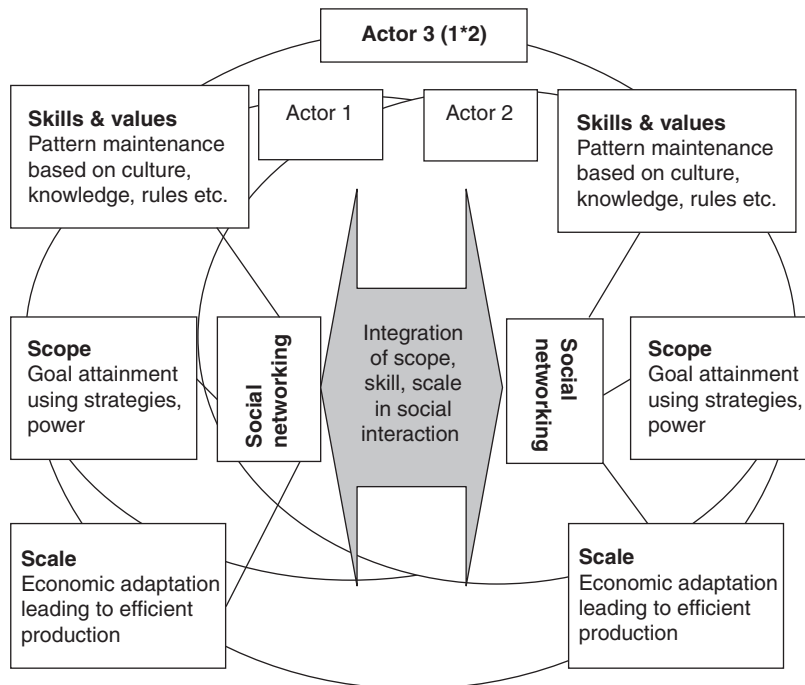 Actor 3 (1*2)
Actor 1
Actor 2
Skills & values
Pattern maintenance
based on culture,
knowledge, rules etc.
Skills & values
Pattern maintenance
based on culture,
knowledge, rules etc.
Scope
Goal attainment
using strategies,
power
Social
networking
Integration
of scope,
skill, scale
in social
interaction
Social
networking
Scope
Goal attainment
using strategies,
power
Scale
Economic adaptation
leading to efficient
production
Scale
Economic adaptation
leading to efficient
production